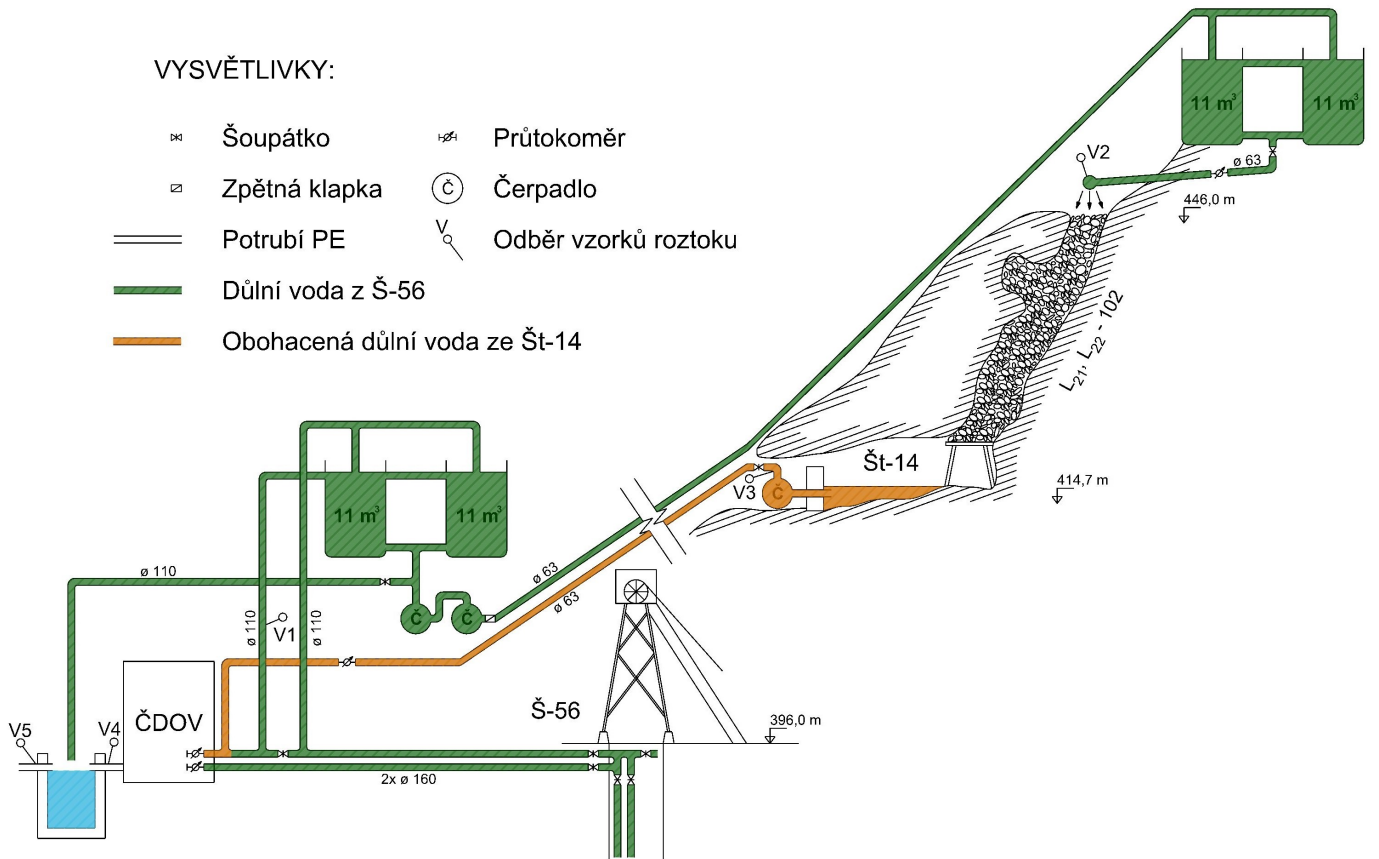 VYSVĚTLIVKY:
Šoupátko
Průtokoměr
Zpětná klapka
Č
Čerpadlo
Potrubí PE
V
Odběr vzorků roztoku
Důlní voda z Š-56
Obohacená důlní voda ze Št-14
11 m³
11 m³
V2
ø 63
446,0 m
L21, L22 - 102
Št-14
V3
Č
414,7 m
11 m³
11 m³
ø 110
Č
Č
ø 63
ø 63
ø 110
V1
ø 110
Š-56
396,0 m
ČDOV
V5
V4
2x ø 160